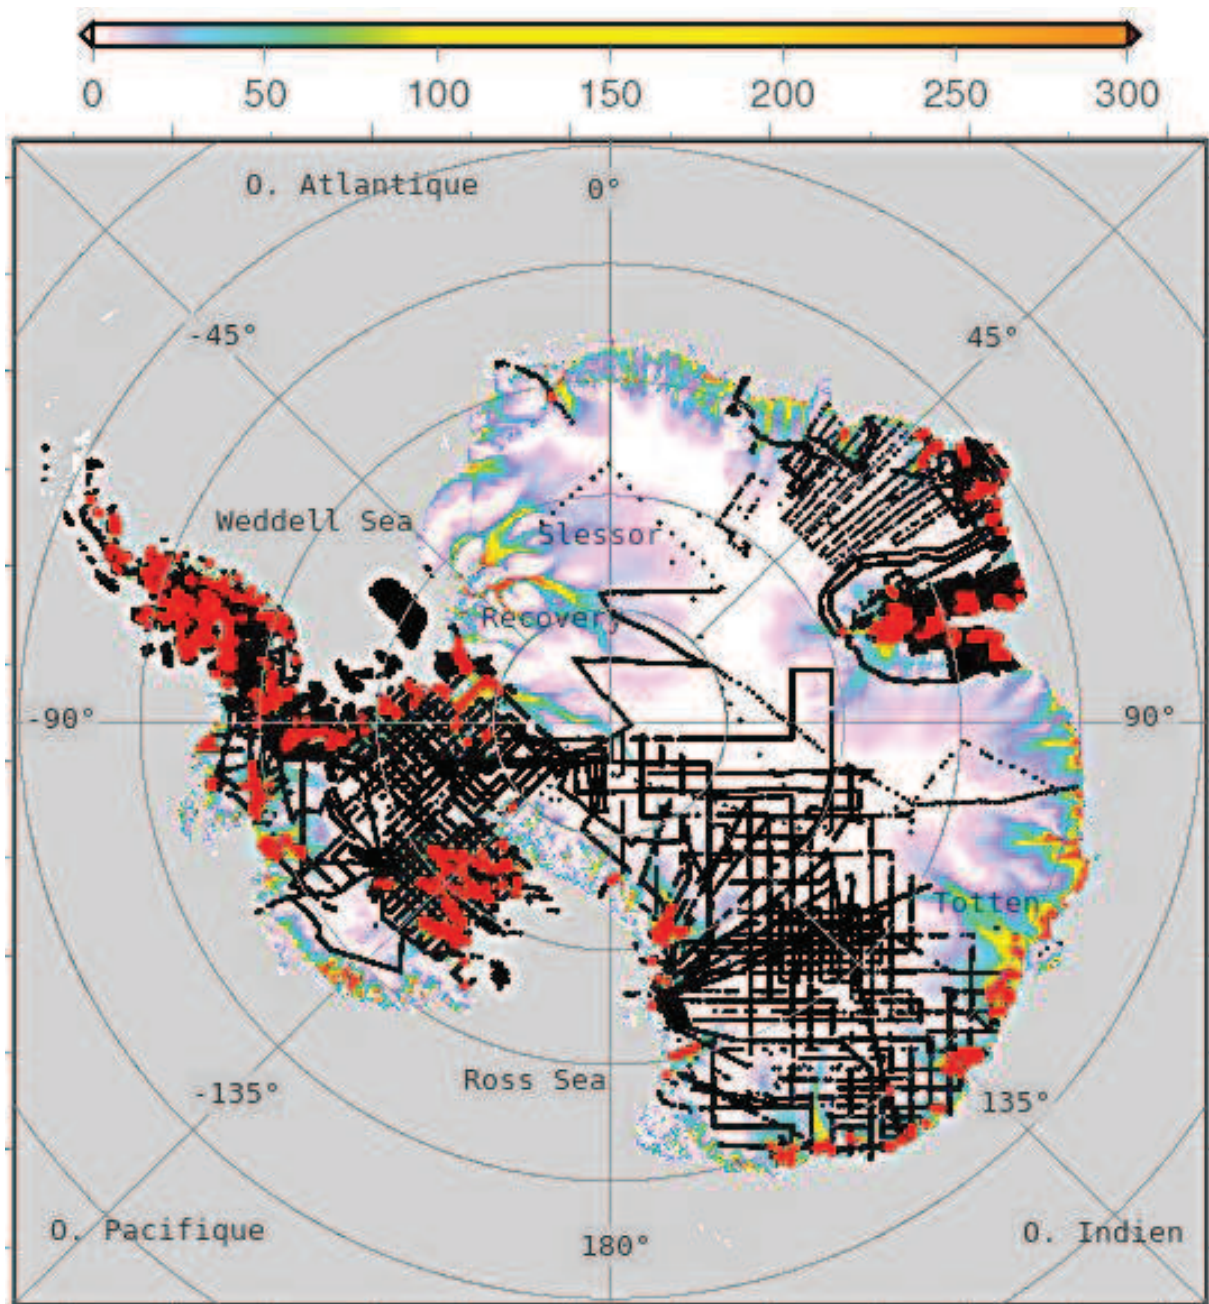 0 50 100 150 200 250 300
O. Atlantique
0°
-45°
45°
Weddell Sea
Slessor
Recovery
-90°
90°
Totten
Ross Sea
-135°
135°
O. Pacifique
180°
O. Indien